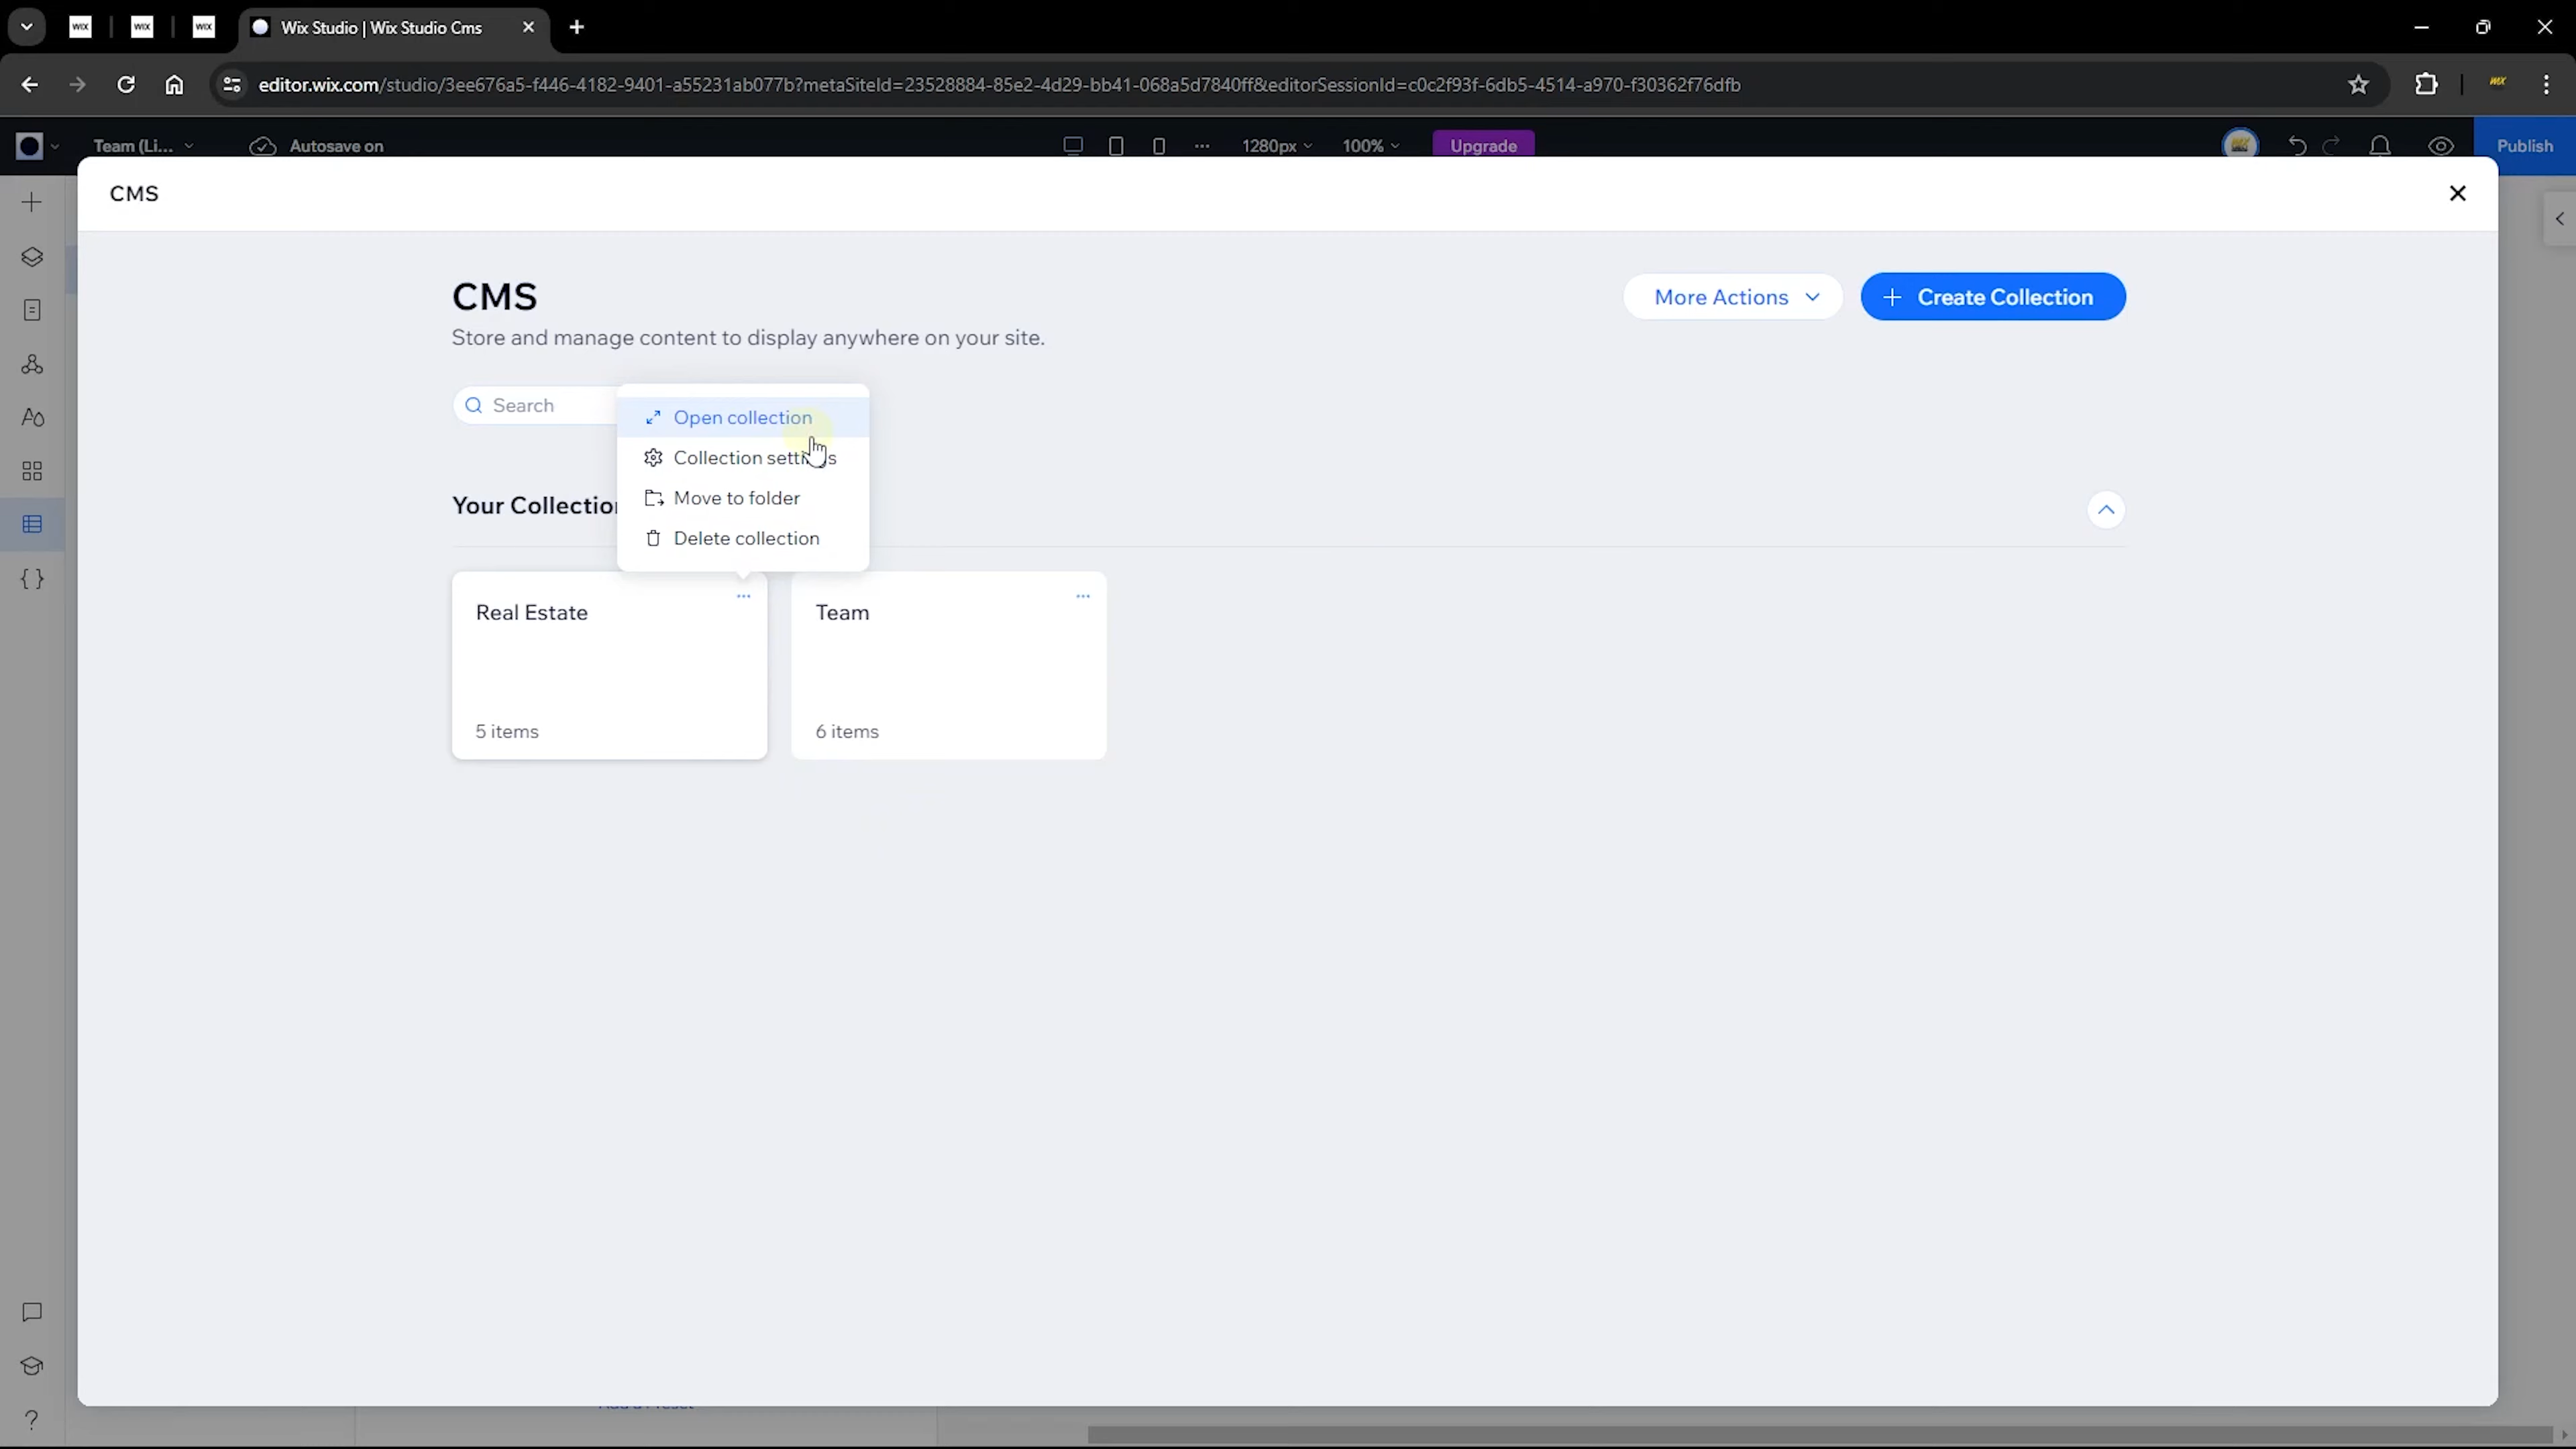 WIX
WIX
WIX
Wix Studio | Wix Studio Cms
editor.wix.com/studio/3ee676a5-f446-4182-9401-a55231ab077b?metaSiteId=23528884-85e2-4d29-bb41-068a5d7840ff&editorSessionId=c0c2f93f-6db5-4514-a970-f30362f76dfb
Team (Li...
Autosave on
1280px
100%
Upgrade
Publish
CMS
CMS
More Actions
Create Collection
Store and manage content to display anywhere on your site.
Search
Open collection
Collection settings
Move to folder
Delete collection
Your Collection
Real Estate
Team
5 items
6 items